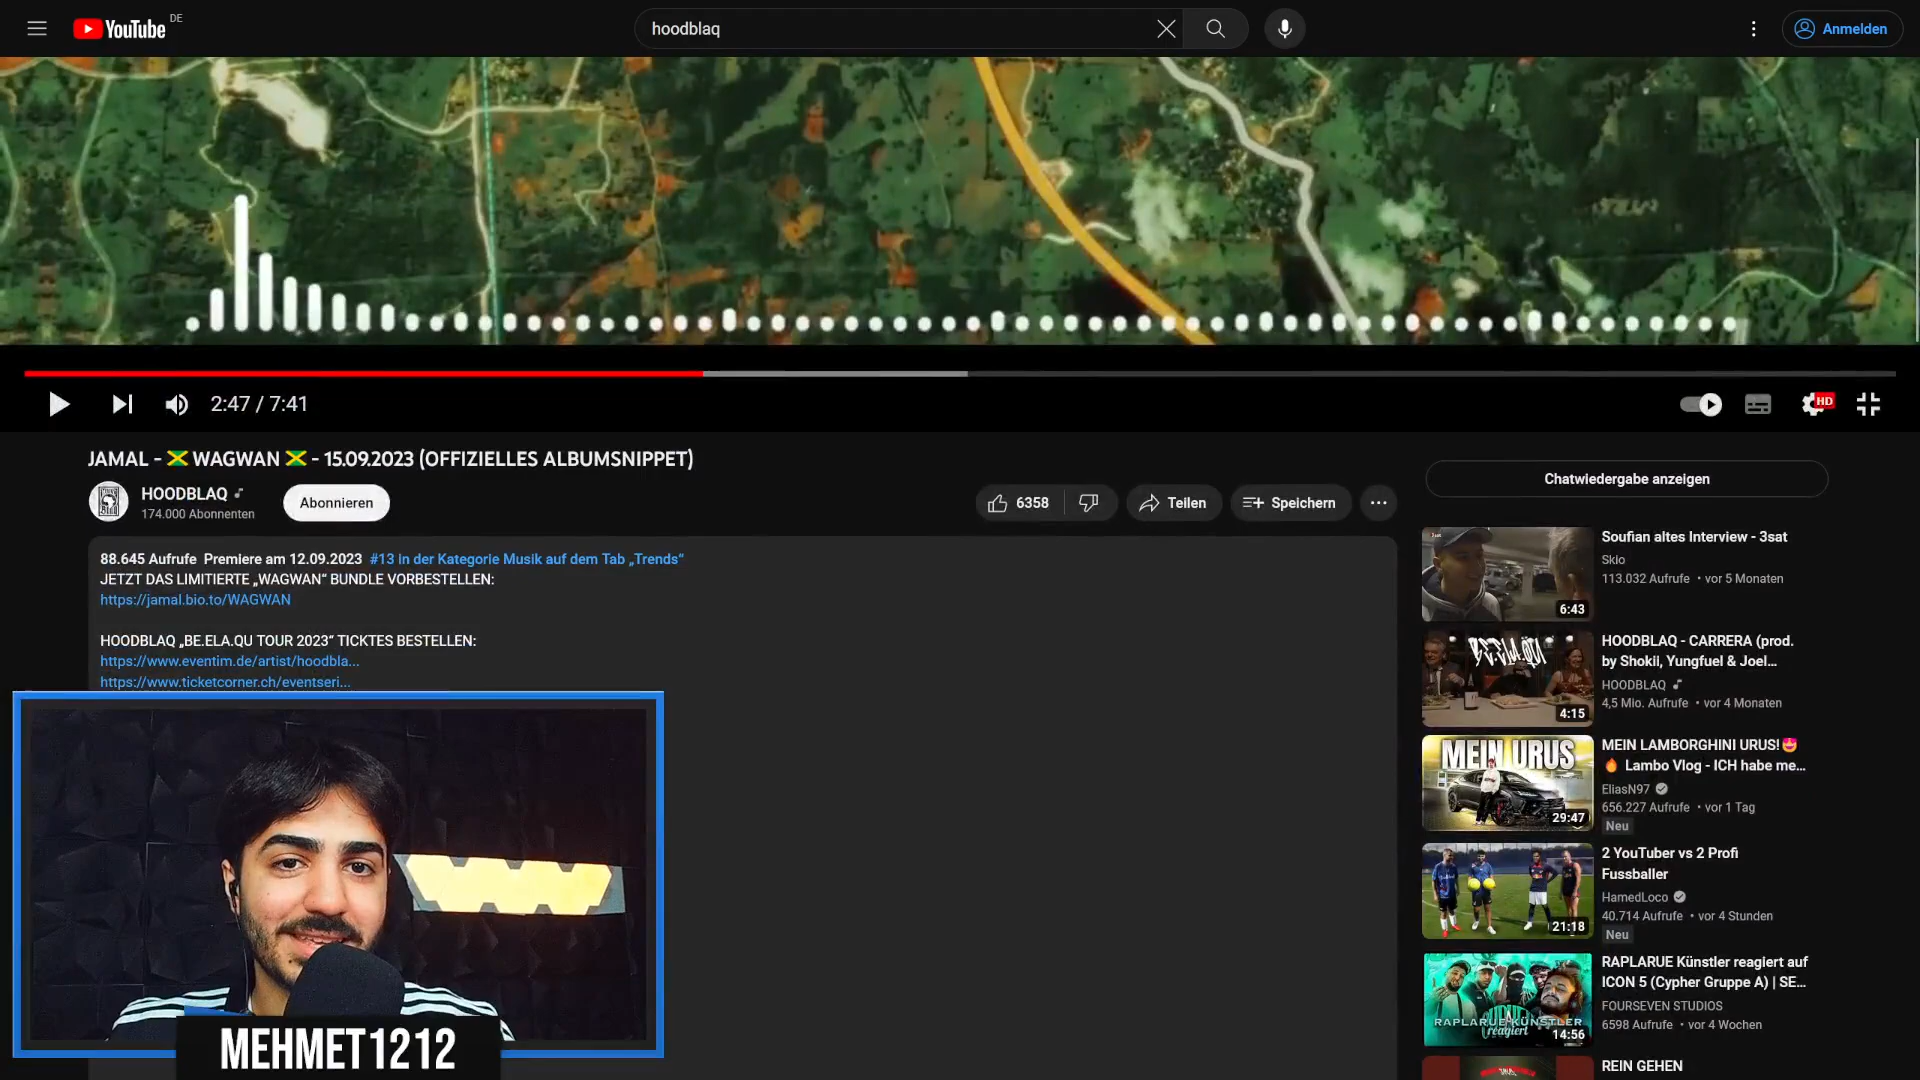 YouTube DE
hoodblaq
Anmelden
2:47 / 7:41
HD
JAMAL - 🇯🇲 WAGWAN 🇯🇲 - 15.09.2023 (OFFIZIELLES ALBUMSNIPPET)
HOODBLAQ
174.000 Abonnenten
Abonnieren
6358
Teilen
Speichern
88.645 Aufrufe Premiere am 12.09.2023 #13 In der Kategorie Musik auf dem Tab „Trends“
JETZT DAS LIMITIERTE „WAGWAN“ BUNDLE VORBESTELLEN:
https://jamal.bio.to/WAGWAN
HOODBLAQ „BE.ELA.QU TOUR 2023“ TICKTES BESTELLEN:
https://www.eventim.de/artist/hoodbla...
https://www.ticketcorner.ch/eventseri...
MEHMET1212
Chatwiedergabe anzeigen
6:43
Soufian altes Interview - 3sat
Skio
113.032 Aufrufe • vor 5 Monaten
BE.ELA.QU
4:15
HOODBLAQ - CARRERA (prod.
by Shokii, Yungfuel & Joel...
HOODBLAQ
4,5 Mio. Aufrufe • vor 4 Monaten
MEIN URUS
29:47
MEIN LAMBORGHINI URUS!😍
🔥 Lambo Vlog - ICH habe me...
EliasN97
656.227 Aufrufe • vor 1 Tag
Neu
21:18
2 YouTuber vs 2 Profi
Fussballer
HamedLoco
40.714 Aufrufe • vor 4 Stunden
Neu
RAPLARUE KÜNSTLER
reagiert
14:56
RAPLARUE Künstler reagiert auf
ICON 5 (Cypher Gruppe A) | SE...
FOURSEVEN STUDIOS
6598 Aufrufe • vor 4 Wochen
REIN GEHEN